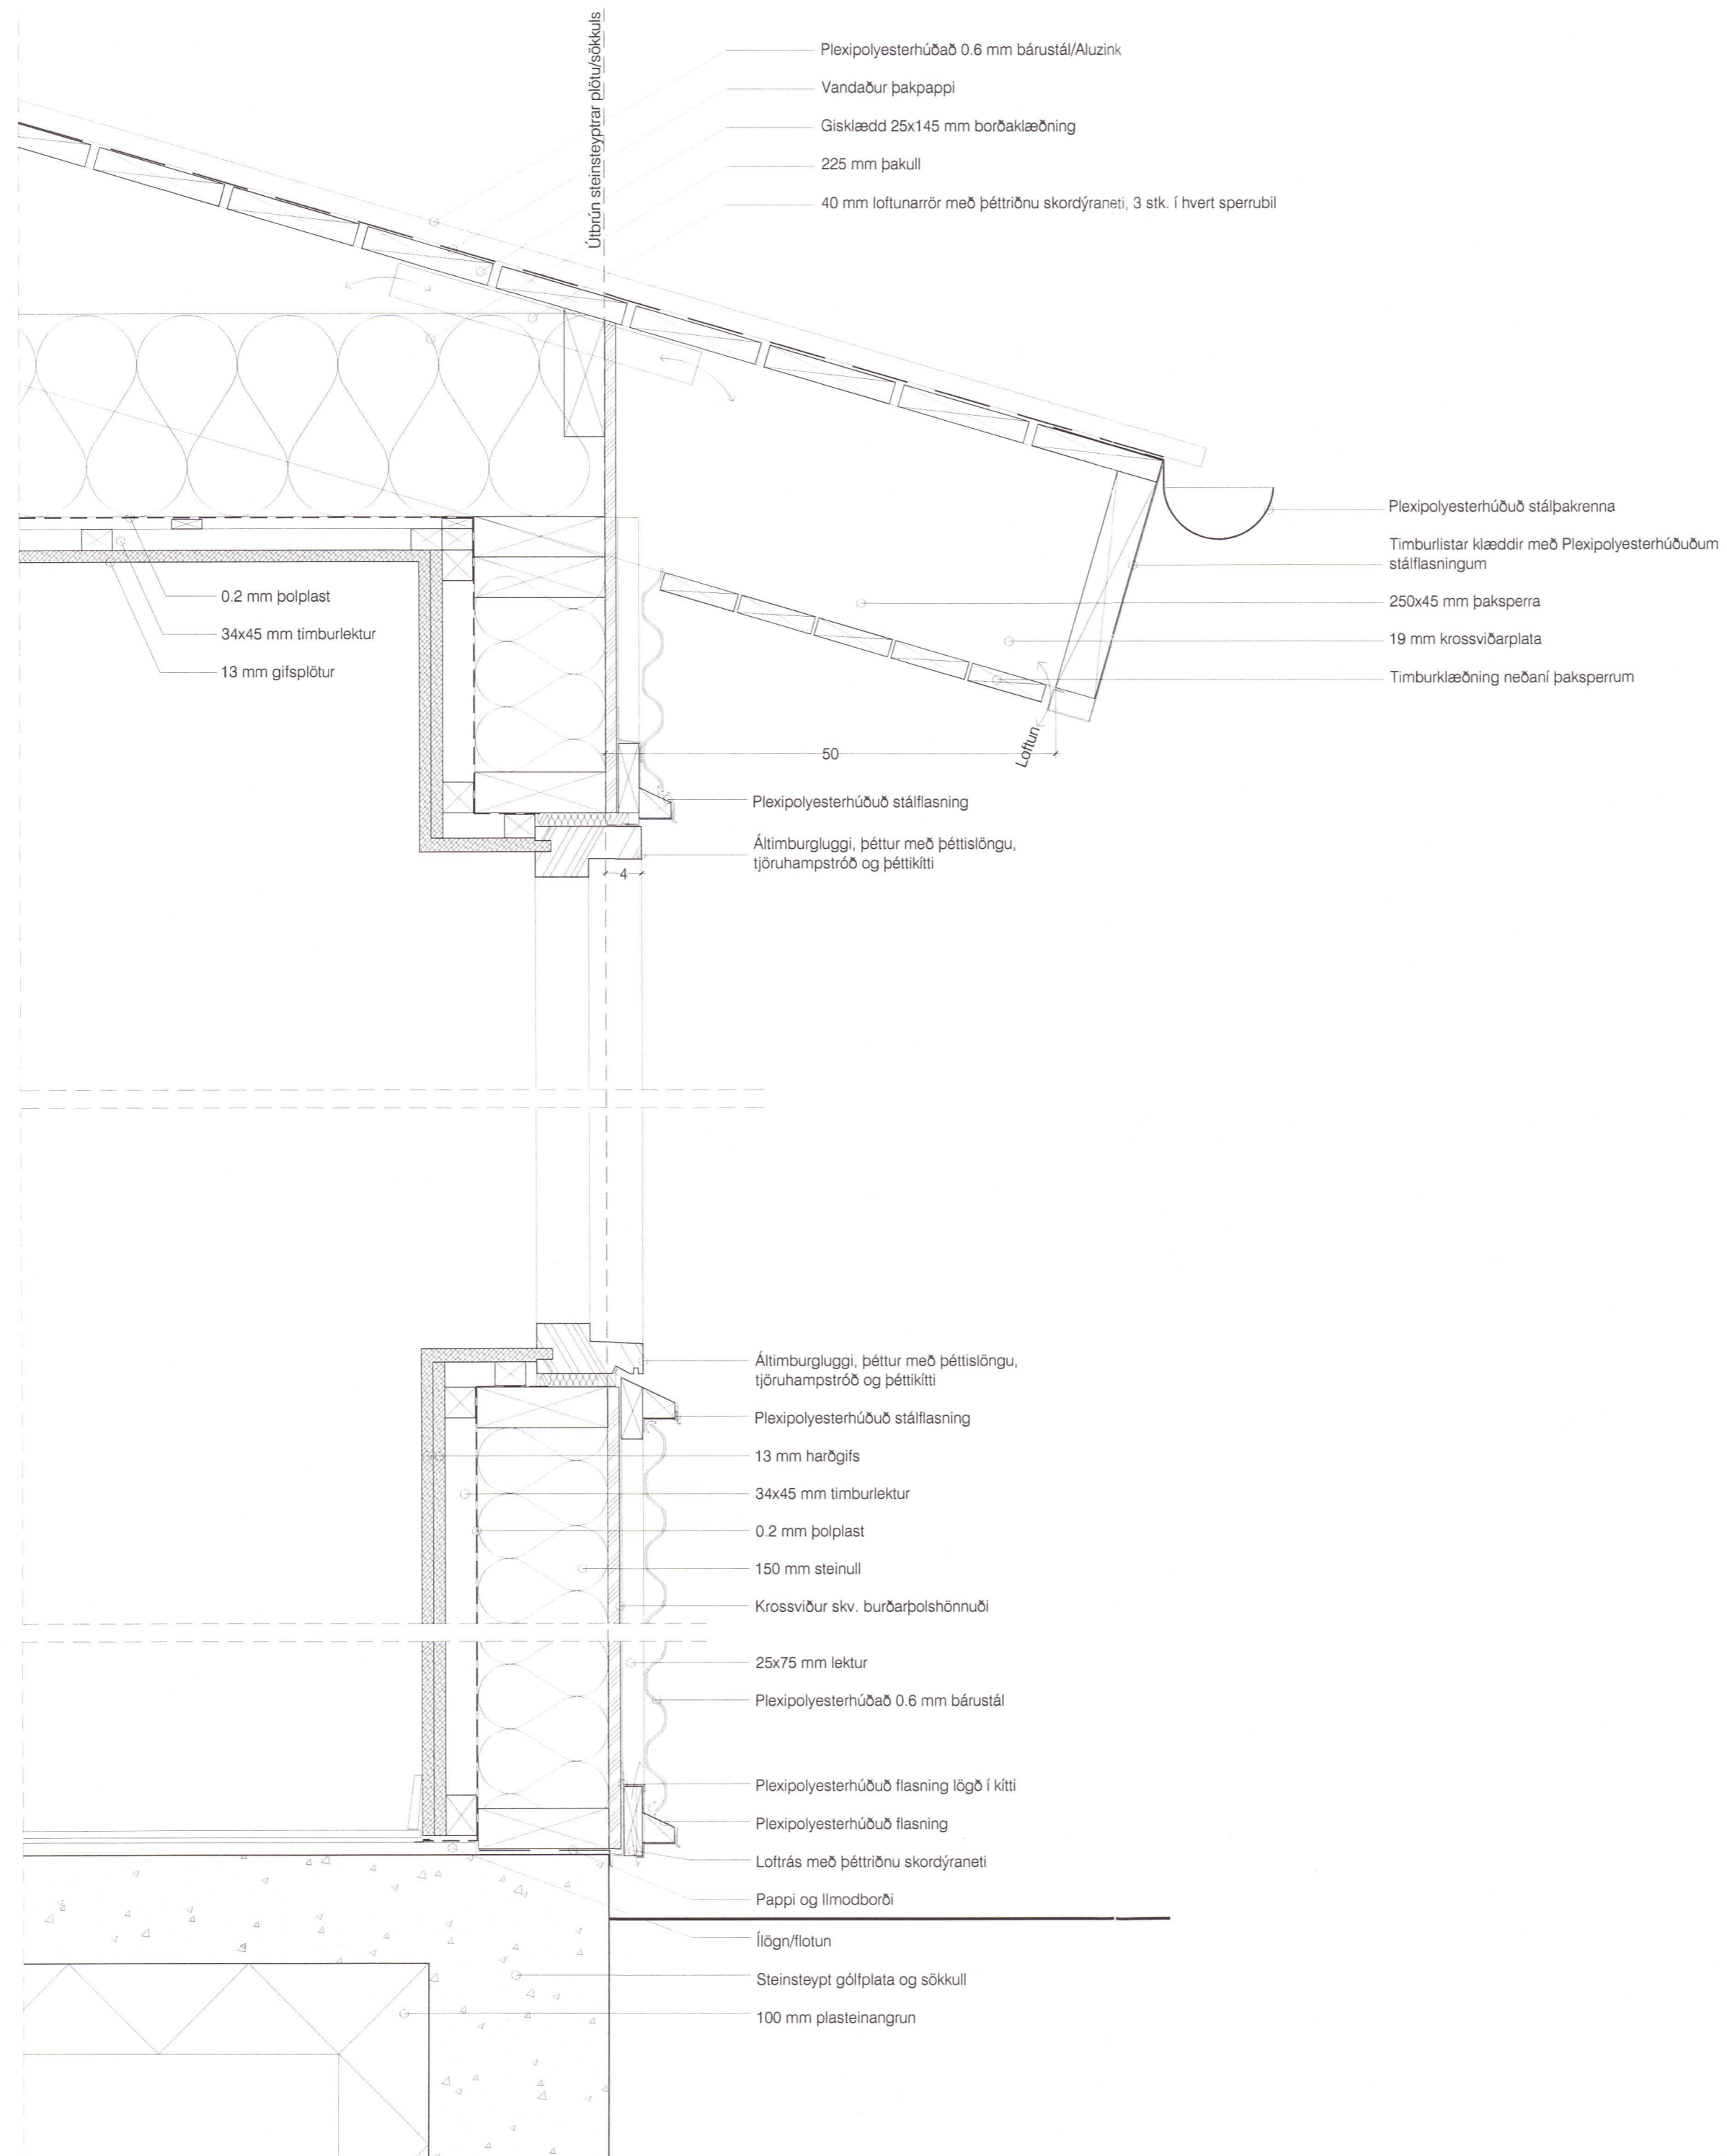 Útbrún steinsteyptrar plötu/sökkuls
Plexipolyesterhúðað 0.6 mm bárustál/Aluzink
Vandaður þakpappi
Gisklædd 25x145 mm borðaklæðning
225 mm þakull
40 mm loftunarrör með þéttriðnu skordýraneti, 3 stk. í hvert sperrubil
Plexipolyesterhúðuð stálþakrenna
Timburlistar klæddir með Plexipolyesterhúðuðum
stálflasningum
250x45 mm þaksperra
19 mm krossviðarplata
Timburklæðning neðaní þaksperrum
0.2 mm þolplast
34x45 mm timburlektur
13 mm gifsplötur
Loftun
50
Plexipolyesterhúðuð stálflasning
Áltimburgluggi, þéttur með þéttislöngu,
tjöruhampstróð og þéttikítti
4
Áltimburgluggi, þéttur með þéttislöngu,
tjöruhampstróð og þéttikítti
Plexipolyesterhúðuð stálflasning
13 mm harðgifs
34x45 mm timburlektur
0.2 mm þolplast
150 mm steinull
Krossviður skv. burðarþolshönnuði
25x75 mm lektur
Plexipolyesterhúðað 0.6 mm bárustál
Plexipolyesterhúðuð flasning lögð í kítti
Plexipolyesterhúðuð flasning
Loftrás með þéttriðnu skordýraneti
Pappi og Ilmodborði
Ílögn/flotun
Steinsteypt gólfplata og sökkull
100 mm plasteinangrun